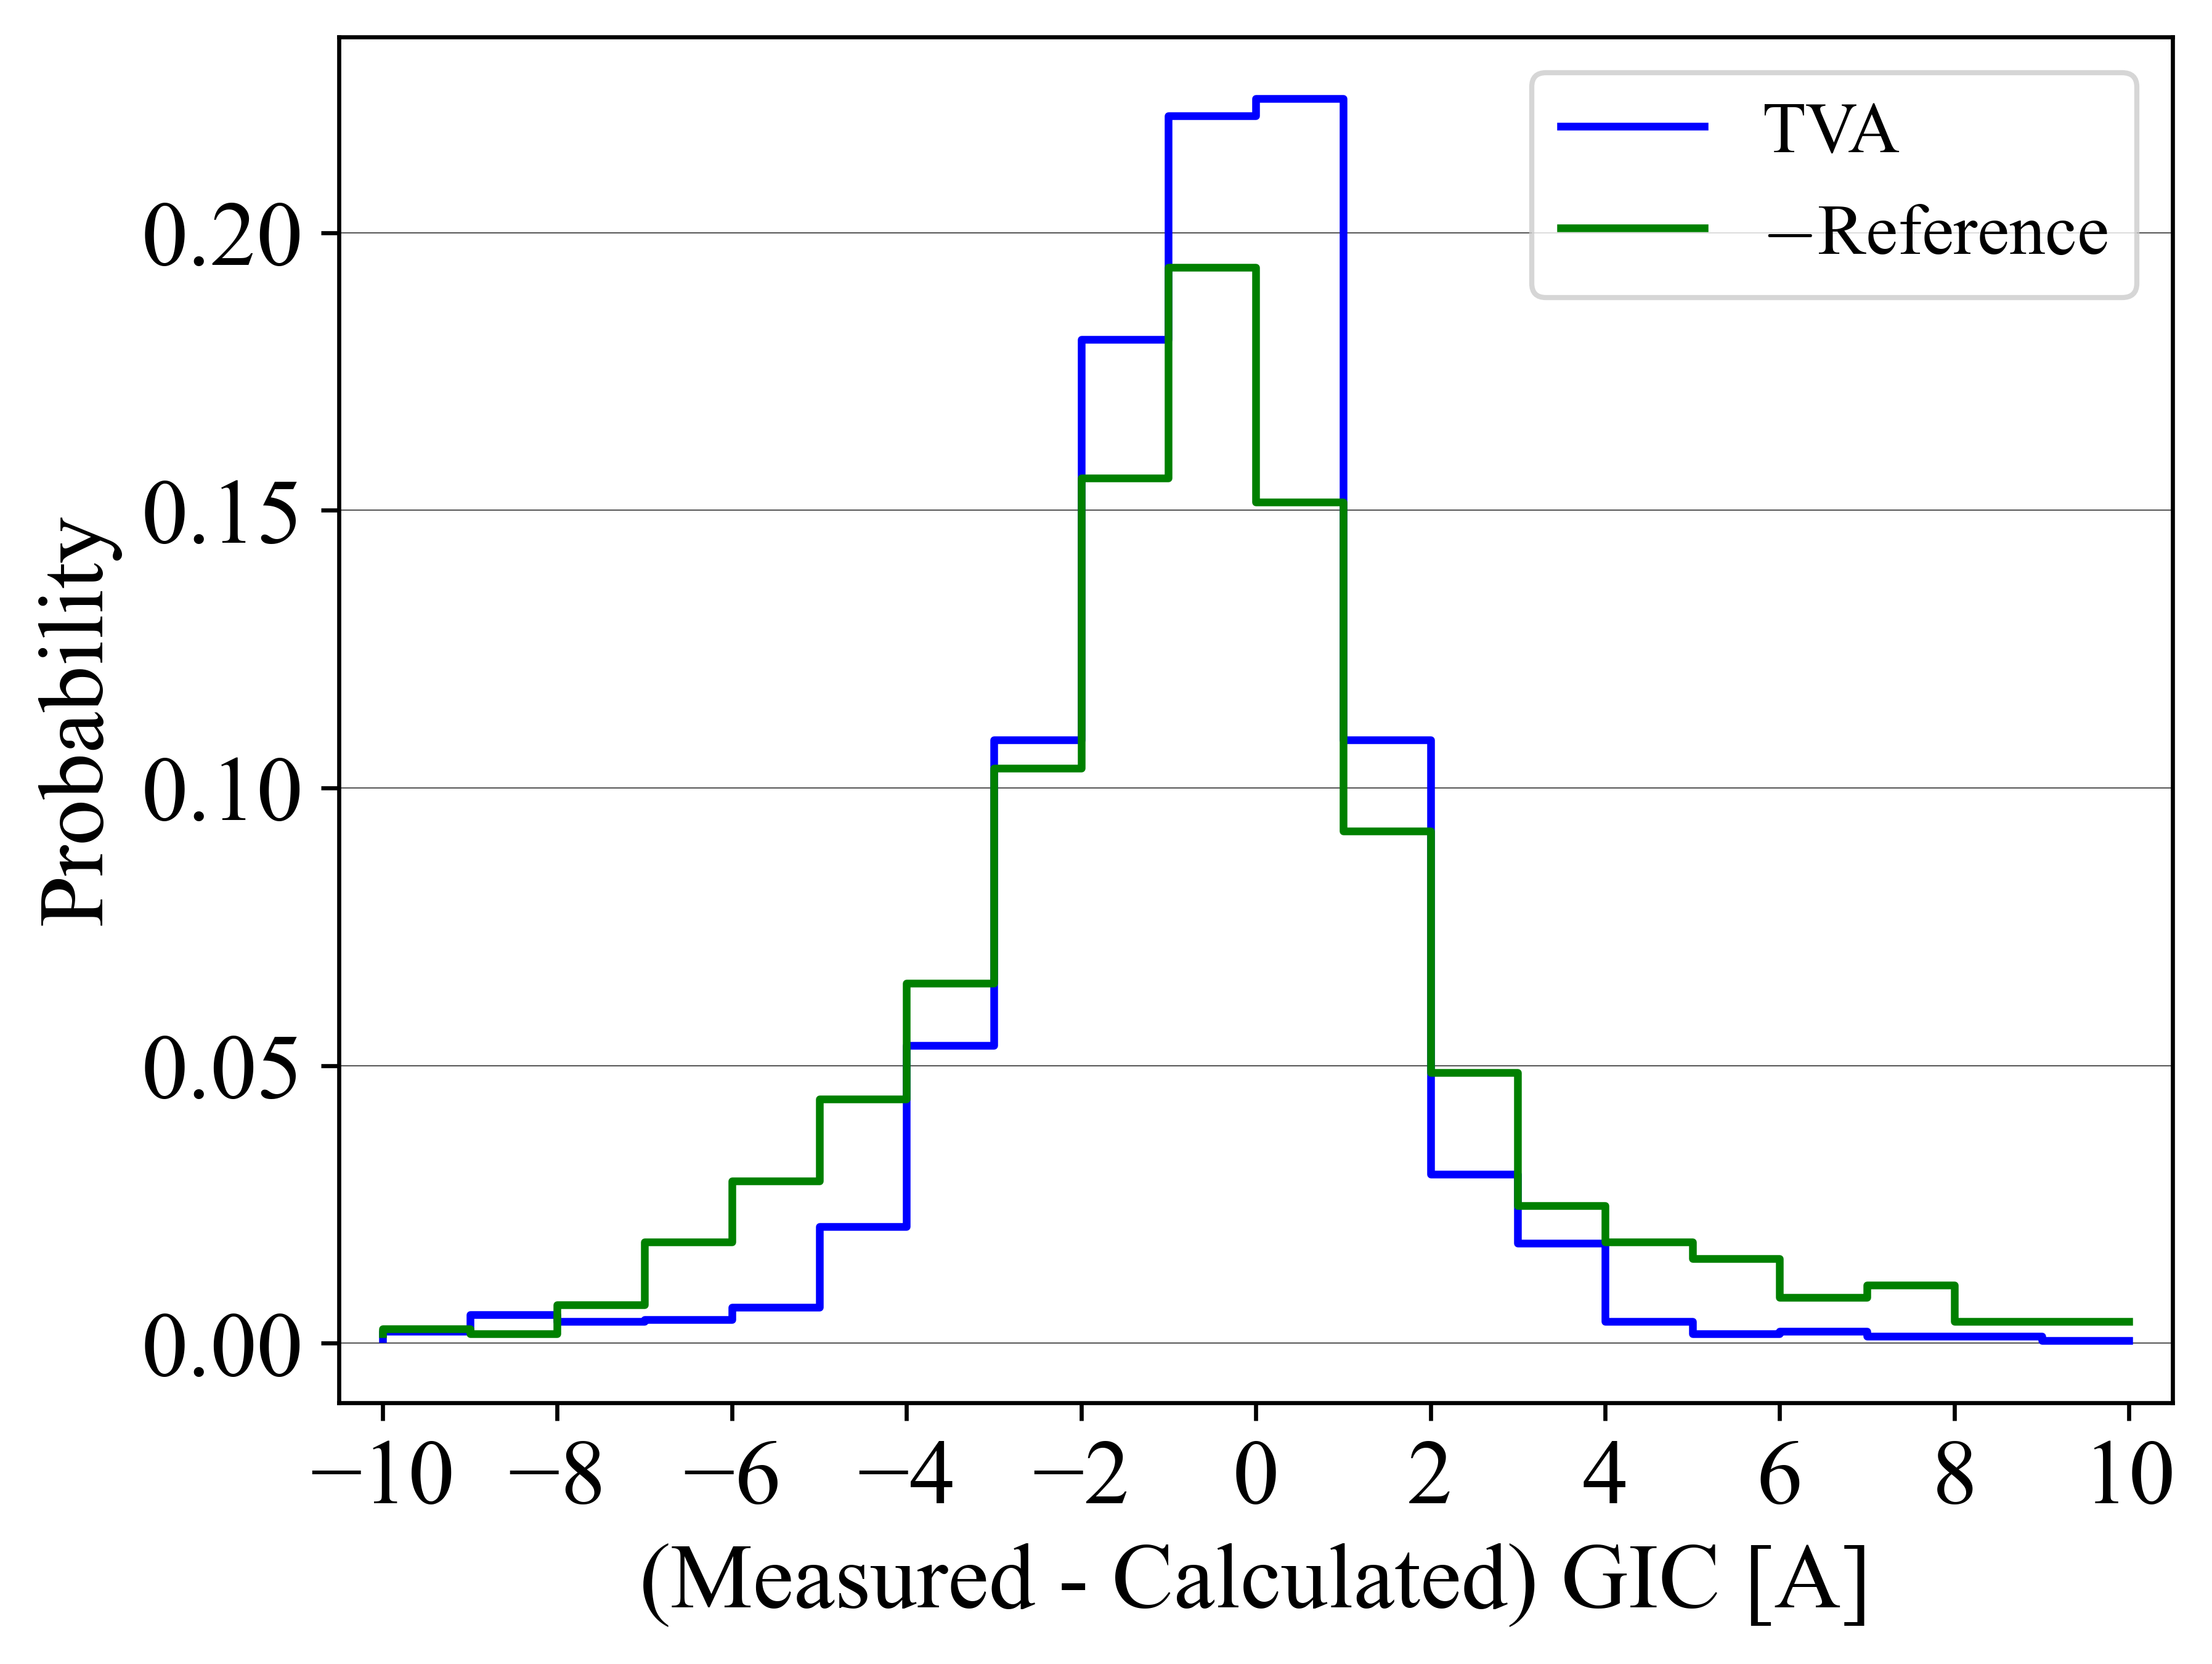 TVA
−Reference
0.20
0.15
0.10
0.05
0.00
Probability
−10 −8 −6 −4 −2 0 2 4 6 8 10
(Measured - Calculated) GIC [A]